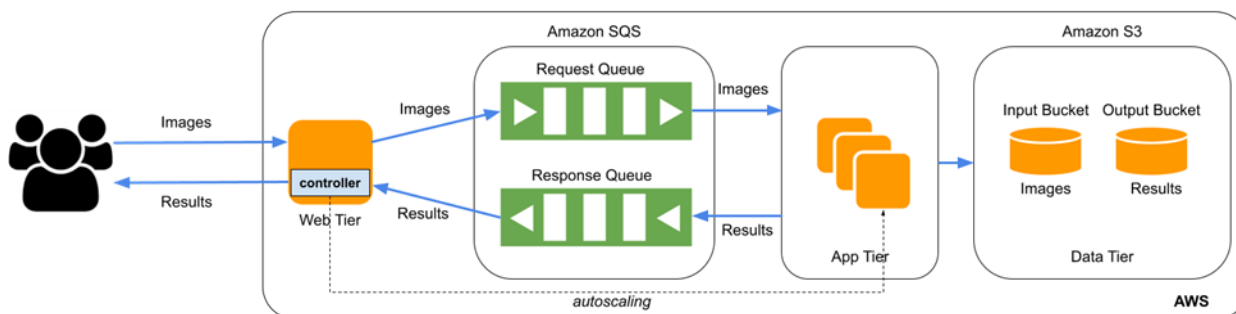 Amazon SQS
Amazon S3
Request Queue
Images
Images
Images
Input Bucket
Output Bucket
controller
Response Queue
Images
Results
Results
Web Tier
Results
Results
App Tier
Data Tier
autoscaling
AWS